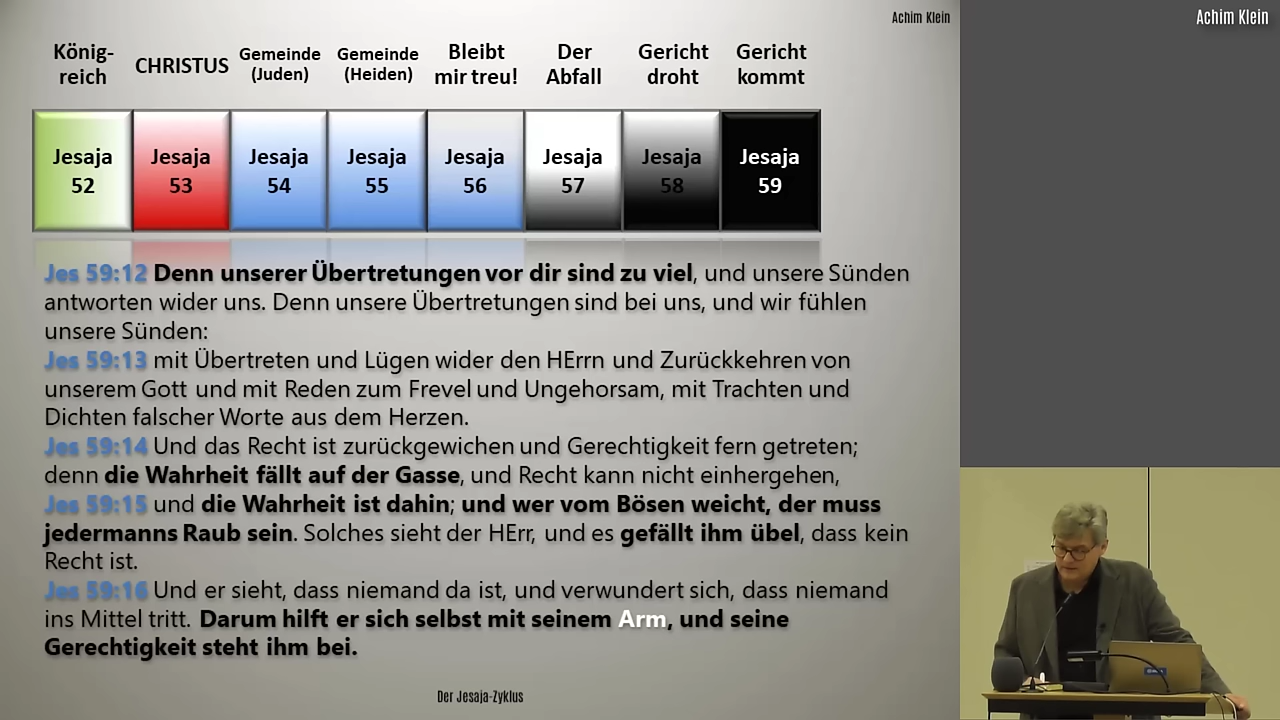 Achim Klein
Achim Klein
König-
reich
CHRISTUS
Gemeinde
(Juden)
Gemeinde
(Heiden)
Bleibt
mir treu!
Der
Abfall
Gericht
droht
Gericht
kommt
Jesaja
52
Jesaja
53
Jesaja
54
Jesaja
55
Jesaja
56
Jesaja
57
Jesaja
58
Jesaja
59
Jes 59:12 Denn unserer Übertretungen vor dir sind zu viel, und unsere Sünden
antworten wider uns. Denn unsere Übertretungen sind bei uns, und wir fühlen
unsere Sünden:
Jes 59:13 mit Übertreten und Lügen wider den HErrn und Zurückkehren von
unserem Gott und mit Reden zum Frevel und Ungehorsam, mit Trachten und
Dichten falscher Worte aus dem Herzen.
Jes 59:14 Und das Recht ist zurückgewichen und Gerechtigkeit fern getreten;
denn die Wahrheit fällt auf der Gasse, und Recht kann nicht einhergehen,
Jes 59:15 und die Wahrheit ist dahin; und wer vom Bösen weicht, der muss
jedermanns Raub sein. Solches sieht der HErr, und es gefällt ihm übel, dass kein
Recht ist.
Jes 59:16 Und er sieht, dass niemand da ist, und verwundert sich, dass niemand
ins Mittel tritt. Darum hilft er sich selbst mit seinem Arm, und seine
Gerechtigkeit steht ihm bei.
Der Jesaja-Zyklus